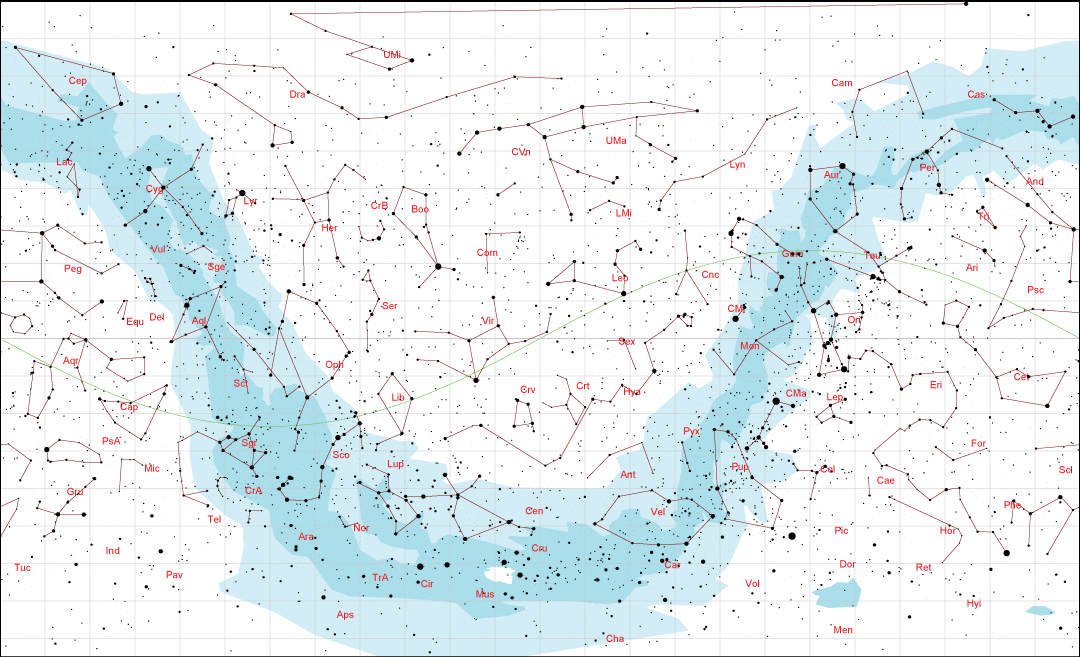 UMi
Cep
Cam
Dra
Cas
UMa
CVn
Lac
Lyn
Per
Aur
And
Cyg
Lyr
CrB
Boo
LMi
Tri
Her
Vul
Com
Gem
Tau
Peg
Sge
Ari
Cnc
Leo
Psc
Ser
CMi
Equ
Del
Aql
Vir
Ori
Sex
Mon
Aqr
Oph
Cet
Sct
Eri
Crv
Crt
Hya
CMa
Lep
Lib
Cap
Pyx
PsA
Sgr
For
Sco
Lup
Mic
Pup
Col
Scl
Ant
Cae
Gru
CrA
Phe
Cen
Vel
Tel
Nor
Pic
Hor
Ara
Ind
Cru
Tuc
Pav
TrA
Cir
Car
Dor
Ret
Vol
Mus
Hyi
Aps
Men
Cha